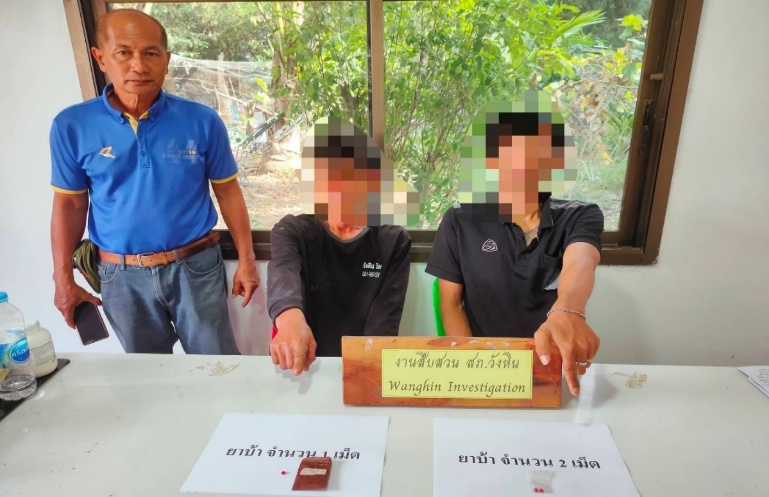 งานสืบสวน สภ.วังหิน
Wanghin Investigation
ยาบ้า จำนวน 1 เม็ด
ยาบ้า จำนวน 2 เม็ด